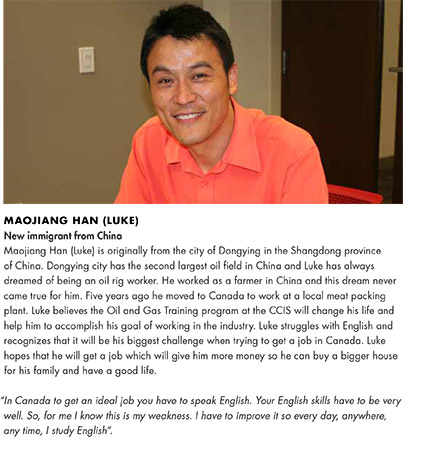 MAOJIANG HAN (LUKE)
New immigrant from China
Maojiang Han (Luke) is originally from the city of Dongying in the Shangdong province
of China. Dongying city has the second largest oil field in China and Luke has always
dreamed of being an oil rig worker. He worked as a farmer in China and this dream never
came true for him. Five years ago he moved to Canada to work at a local meat packing
plant. Luke believes the Oil and Gas Training program at the CCIS will change his life and
help him to accomplish his goal of working in the industry. Luke struggles with English and
recognizes that it will be his biggest challenge when trying to get a job in Canada. Luke
hopes that he will get a job which will give him more money so he can buy a bigger house
for his family and have a good life.
"In Canada to get an ideal job you have to speak English. Your English skills have to be very
well. So, for me I know this is my weakness. I have to improve it so every day, anywhere,
any time, I study English".